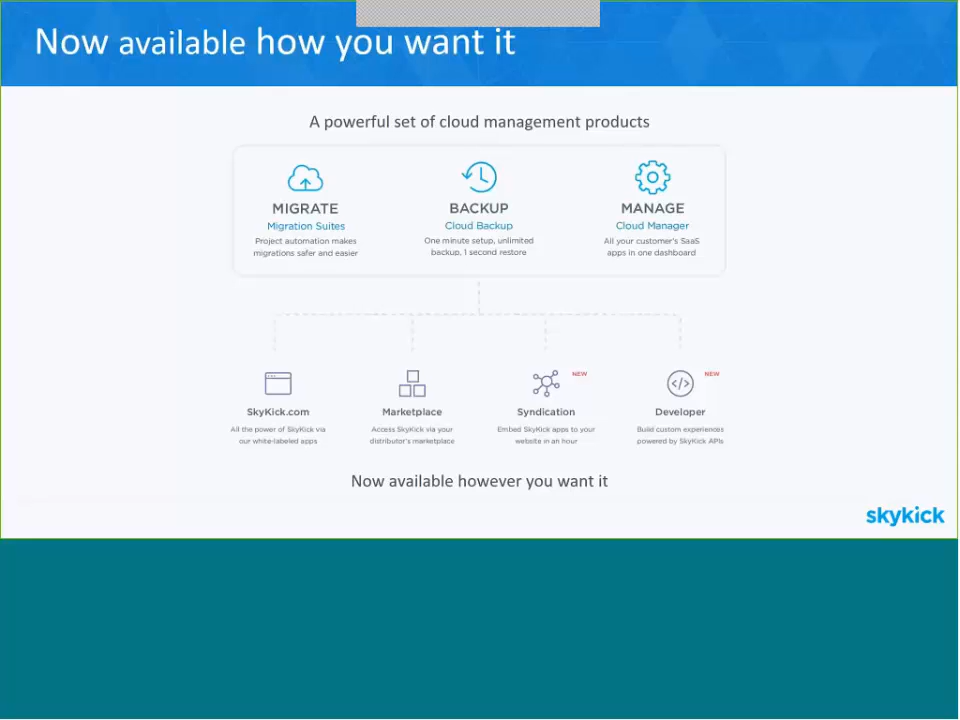 Now available how you want it
A powerful set of cloud management products
MIGRATE
Migration Suites
Project automation makes
migrations safer and easier
BACKUP
Cloud Backup
One minute setup, unlimited
backup, 1 second restore
MANAGE
Cloud Manager
All your customer's SaaS
apps in one dashboard
SkyKick.com
All the power of SkyKick via
our white-labeled apps
Marketplace
Access SkyKick via your
distributor's marketplace
NEW
Syndication
Embed SkyKick apps to your
website in an hour
NEW
Developer
Build custom experiences
powered by SkyKick APIs
Now available however you want it
skykick